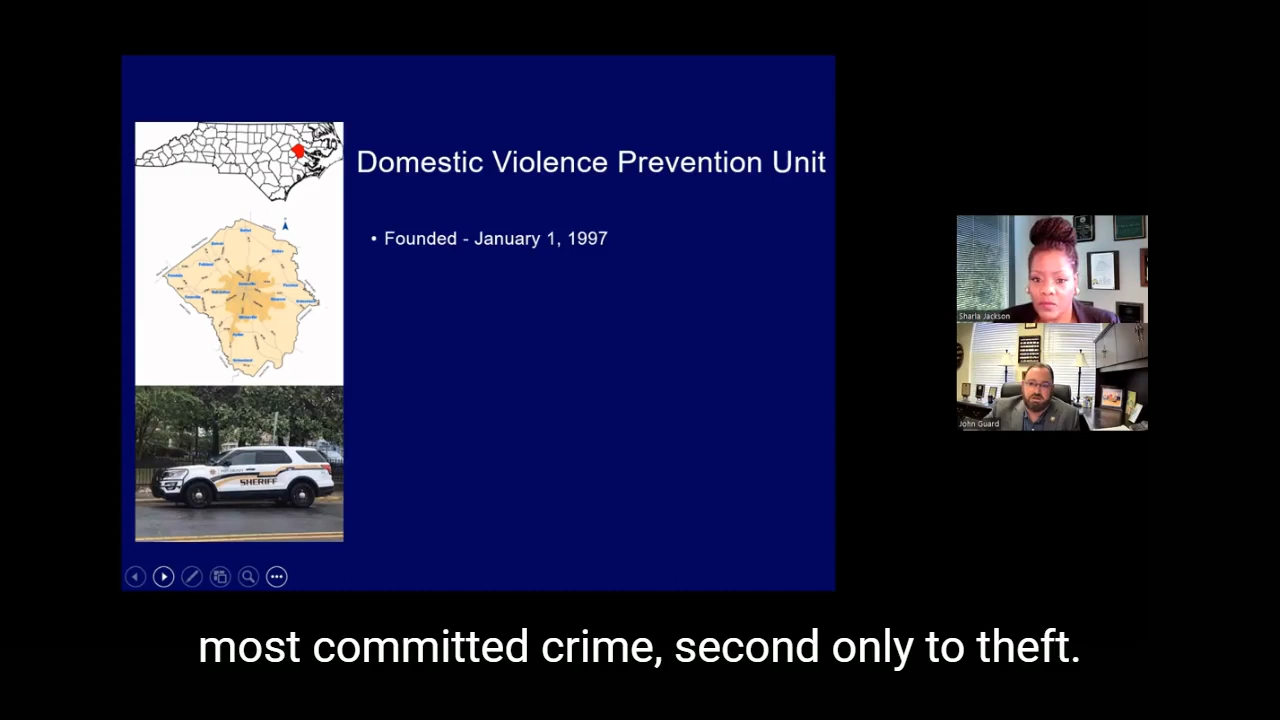 Domestic Violence Prevention Unit
• Founded - January 1, 1997
SHERIFF
Sharla Jackson
John Guard
most committed crime, second only to theft.